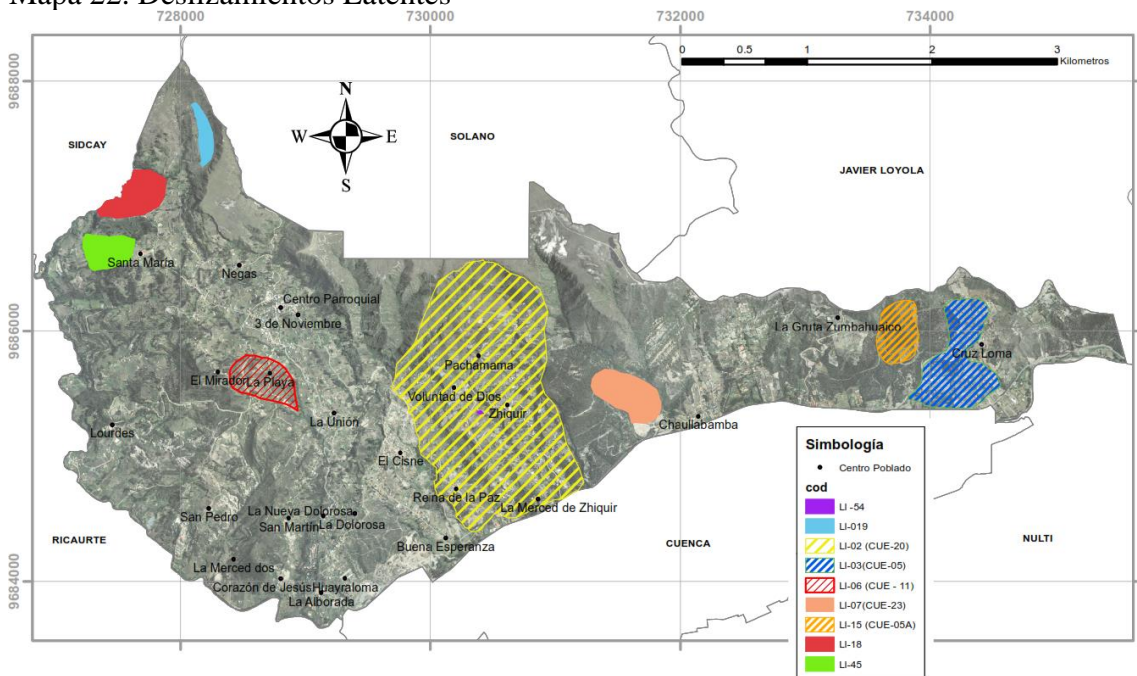 Mapa 22. Deslizamientos Latentes
728000 730000 732000 734000
0 0.5 1 2 3
Kilometros
9688000
N
W E
S
SIDCAY
SOLANO
JAVIER LOYOLA
Santa María
Negas
Centro Parroquial
3 de Noviembre
9686000
La Gruta Zumbahuaico
Cruz Loma
Pachamama
El Mirador
La Playa
Voluntad de Dios
Zhiquir
La Unión
Chaullabamba
Lourdes
El Cisne
Reina de la Paz
La Merced de Zhiquir
San Pedro
La Nueva Dolorosa
San Martín
La Dolorosa
Buena Esperanza
RICAURTE
CUENCA
NULTI
La Merced dos
9684000
Corazón de Jesús
Huayraloma
La Alborada
Simbología
Centro Poblado
cod
LI -54
LI-019
LI-02 (CUE-20)
LI-03(CUE-05)
LI-06 (CUE - 11)
LI-07(CUE-23)
LI-15 (CUE-05A)
LI-18
LI-45